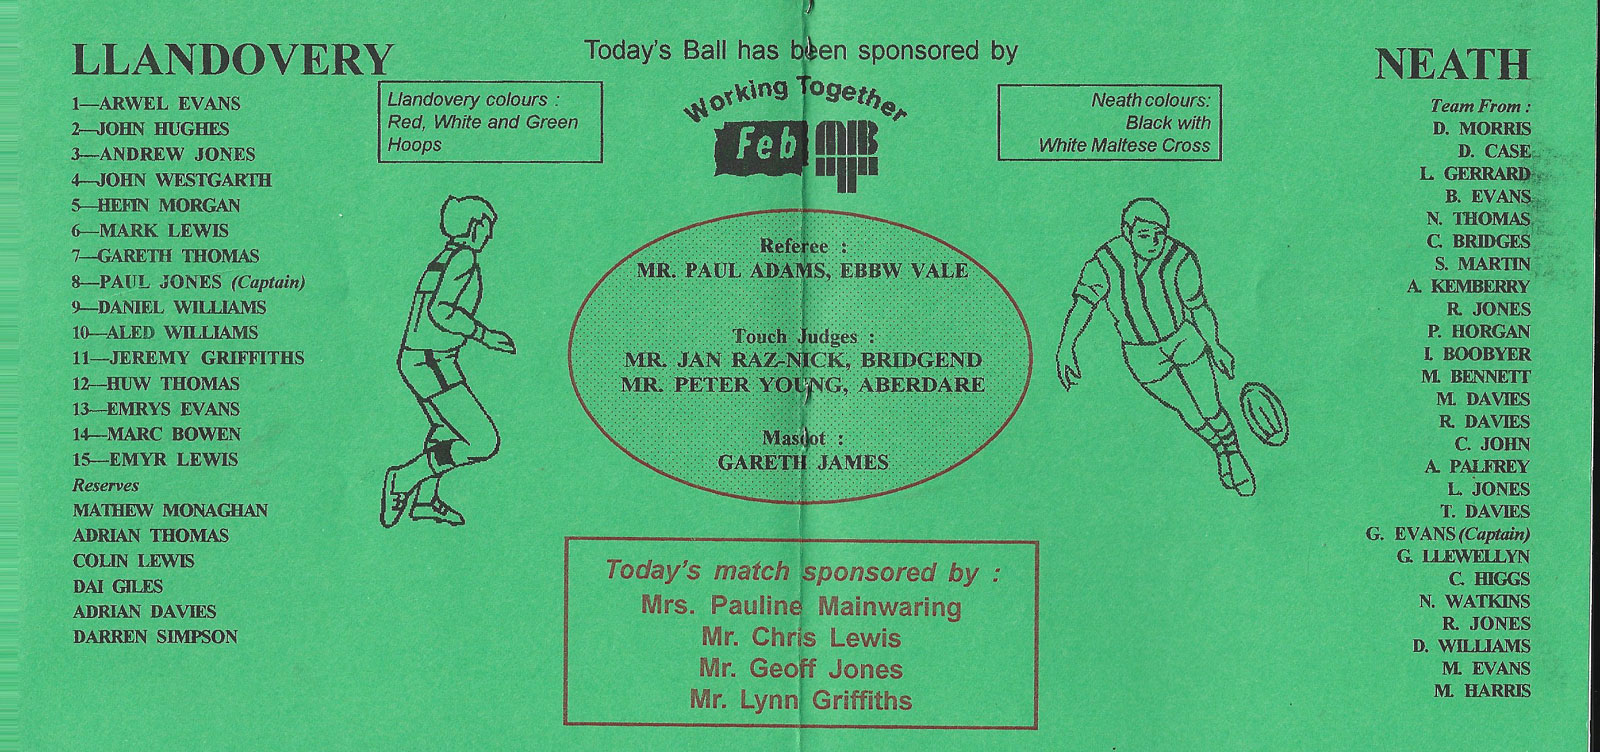 LLANDOVERY
1—ARWEL EVANS
2—JOHN HUGHES
3—ANDREW JONES
4—JOHN WESTGARTH
5—HEFIN MORGAN
6—MARK LEWIS
7—GARETH THOMAS
8—PAUL JONES (Captain)
9—DANIEL WILLIAMS
10—ALED WILLIAMS
11—JEREMY GRIFFITHS
12—HUW THOMAS
13—EMRYS EVANS
14—MARC BOWEN
15—EMYR LEWIS
Reserves
MATHEW MONAGHAN
ADRIAN THOMAS
COLIN LEWIS
DAI GILES
ADRIAN DAVIES
DARREN SIMPSON
Llandovery colours :
Red, White and Green
Hoops
Today's Ball has been sponsored by
Working Together
Feb MBT
Referee :
MR. PAUL ADAMS, EBBW VALE
Touch Judges :
MR. JAN RAZ-NICK, BRIDGEND
MR. PETER YOUNG, ABERDARE
Mascot :
GARETH JAMES
Today's match sponsored by :
Mrs. Pauline Mainwaring
Mr. Chris Lewis
Mr. Geoff Jones
Mr. Lynn Griffiths
Neath colours:
Black with
White Maltese Cross
NEATH
Team From :
D. MORRIS
D. CASE
L. GERRARD
B. EVANS
N. THOMAS
C. BRIDGES
S. MARTIN
A. KEMBERRY
R. JONES
P. HORGAN
I. BOOBYER
M. BENNETT
M. DAVIES
R. DAVIES
C. JOHN
A. PALFREY
L. JONES
T. DAVIES
G. EVANS (Captain)
G. LLEWELLYN
C. HIGGS
N. WATKINS
R. JONES
D. WILLIAMS
M. EVANS
M. HARRIS